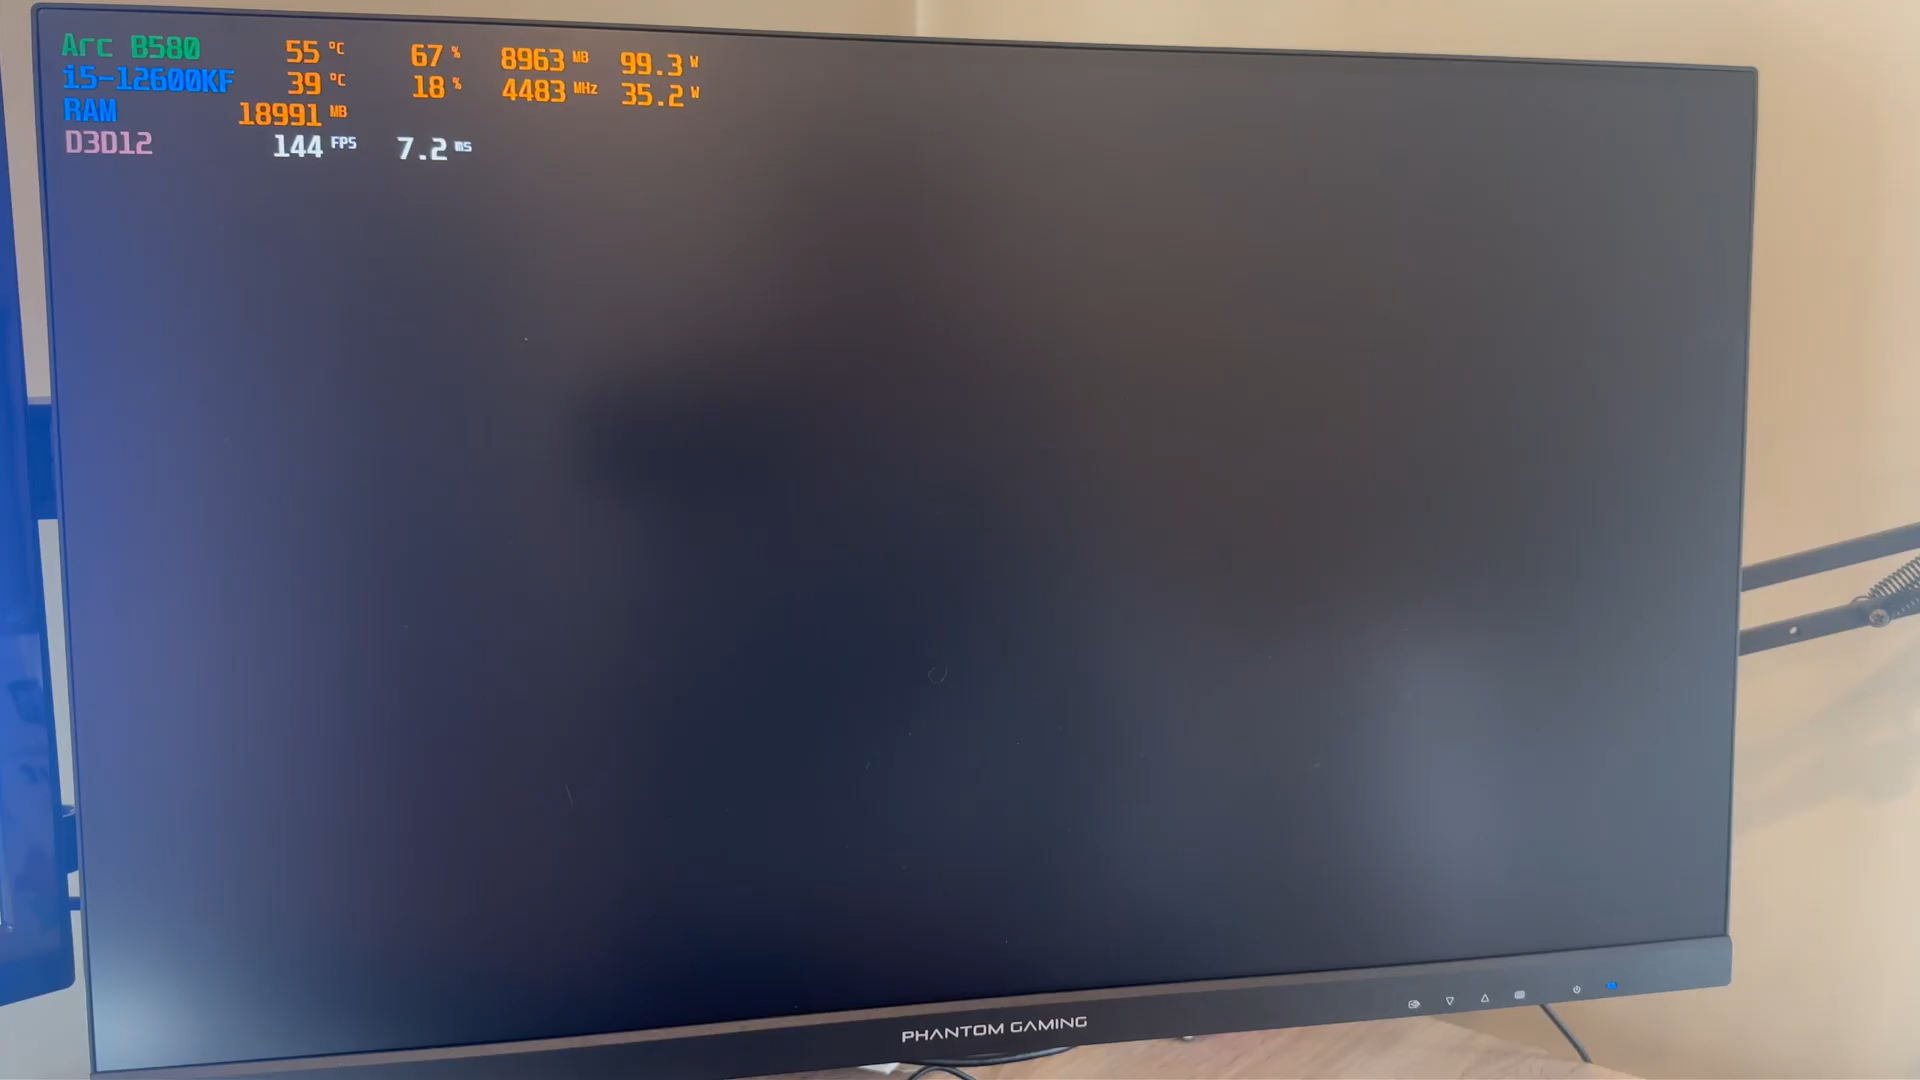 Arc B580 55 °C 67 % 8963 MB 99.3 W
i5-12600KF 39 °C 18 % 4483 MHz 35.2 W
RAM 18991 MB
D3D12 144 FPS 7.2 ms
PHANTOM GAMING